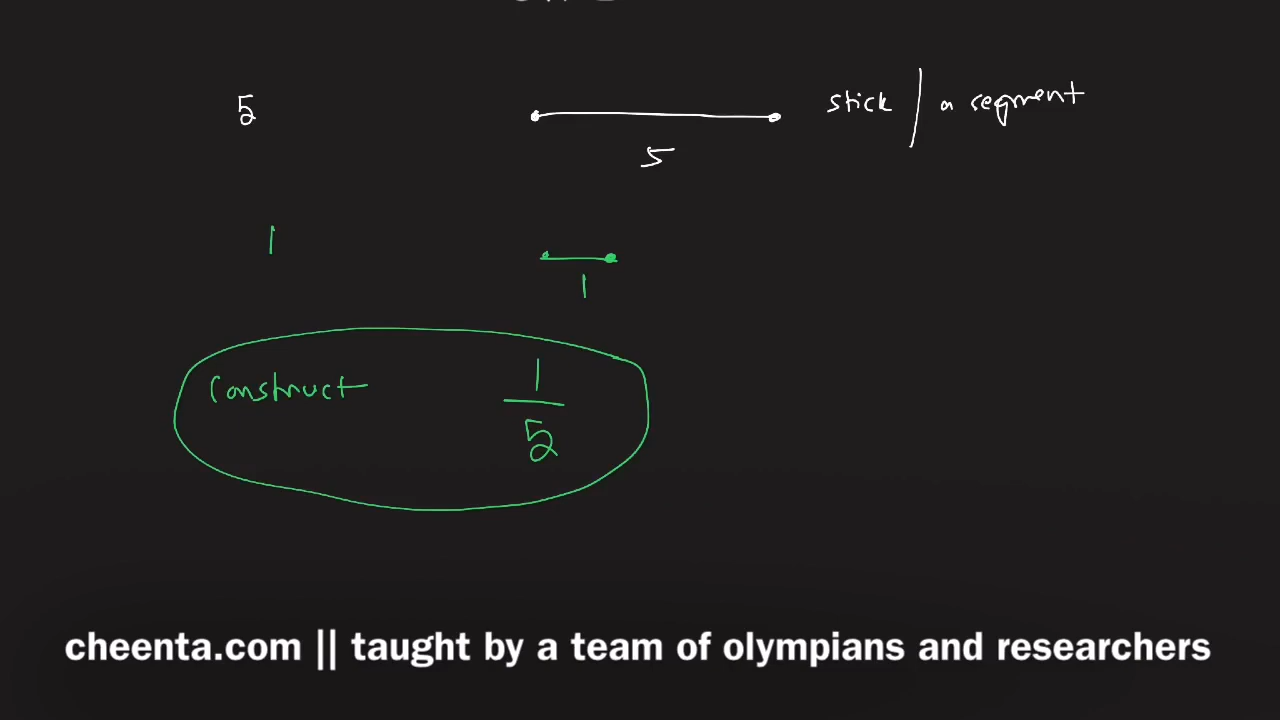 5 stick | a segment
5
1
1
Construct 1/5
cheenta.com || taught by a team of olympians and researchers